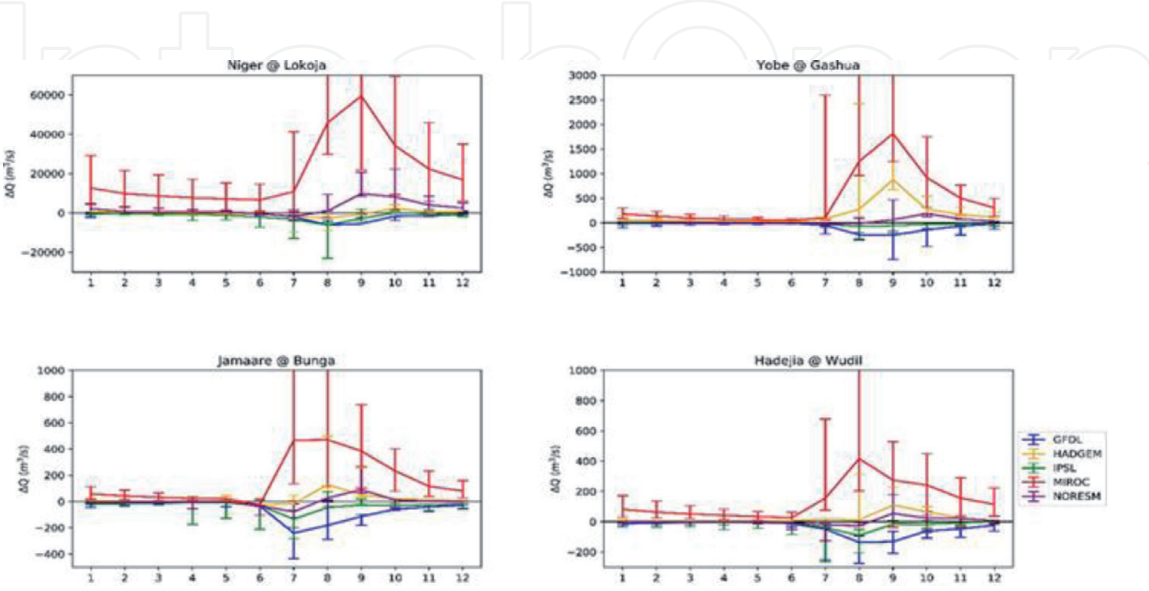 IntechOpen
Niger @ Lokoja
ΔQ (m³/s)
60000
40000
20000
0
−20000
1 2 3 4 5 6 7 8 9 10 11 12
Yobe @ Gashua
ΔQ (m³/s)
3000
2500
2000
1500
1000
500
0
−500
−1000
1 2 3 4 5 6 7 8 9 10 11 12
Jamaare @ Bunga
ΔQ (m³/s)
1000
800
600
400
200
0
−200
−400
1 2 3 4 5 6 7 8 9 10 11 12
Hadejia @ Wudil
ΔQ (m³/s)
1000
800
600
400
200
0
−200
1 2 3 4 5 6 7 8 9 10 11 12
GFDL
HADGEM
IPSL
MIROC
NORESM